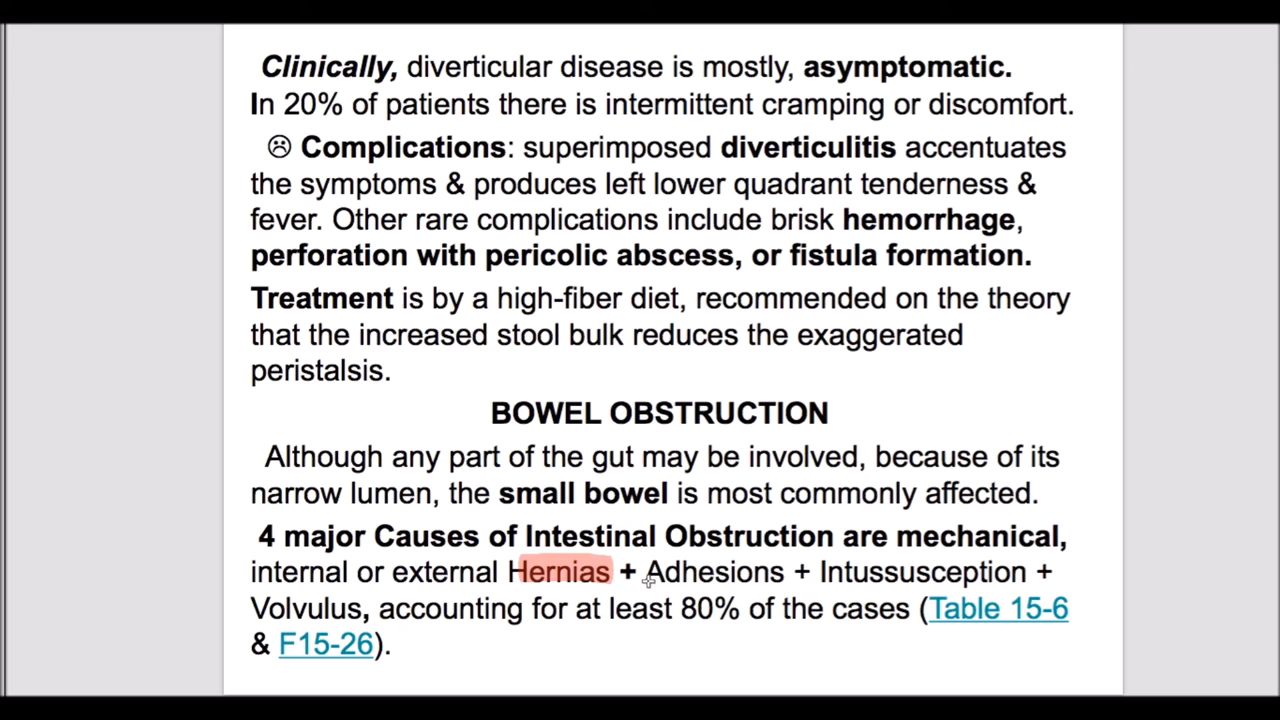 Clinically, diverticular disease is mostly, asymptomatic.
In 20% of patients there is intermittent cramping or discomfort.
☹ Complications: superimposed diverticulitis accentuates
the symptoms & produces left lower quadrant tenderness &
fever. Other rare complications include brisk hemorrhage,
perforation with pericolic abscess, or fistula formation.
Treatment is by a high-fiber diet, recommended on the theory
that the increased stool bulk reduces the exaggerated
peristalsis.
BOWEL OBSTRUCTION
Although any part of the gut may be involved, because of its
narrow lumen, the small bowel is most commonly affected.
4 major Causes of Intestinal Obstruction are mechanical,
internal or external Hernias + Adhesions + Intussusception +
Volvulus, accounting for at least 80% of the cases (Table 15-6
& F15-26).